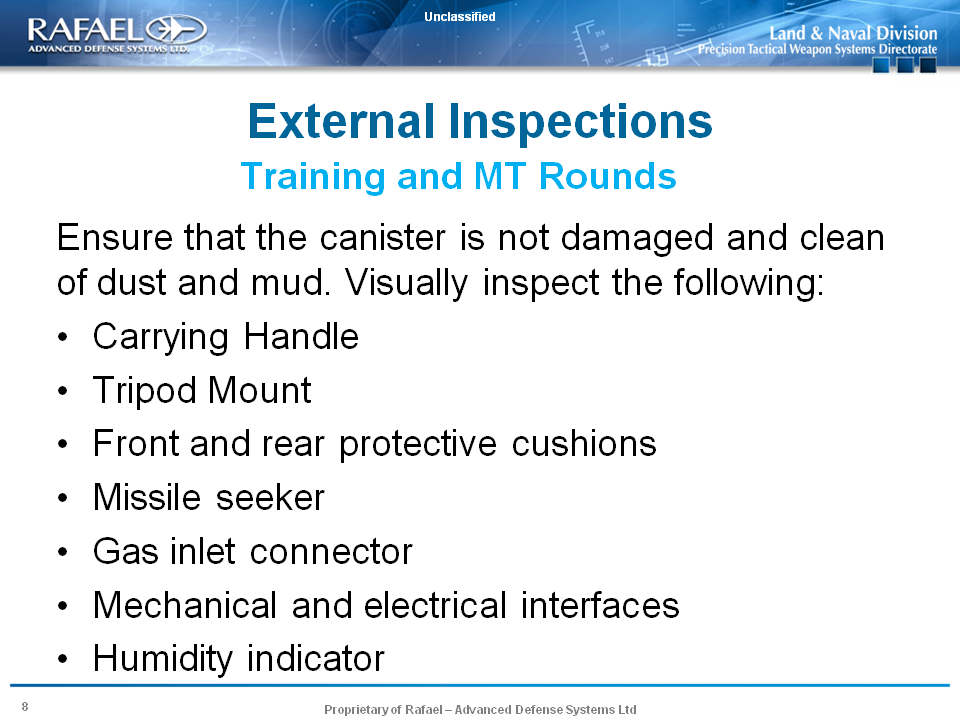 Unclassified
RAFAEL
ADVANCED DEFENSE SYSTEMS LTD.
Land & Naval Division
Precision Tactical Weapon Systems Directorate
External Inspections
Training and MT Rounds
Ensure that the canister is not damaged and clean
of dust and mud. Visually inspect the following:
• Carrying Handle
• Tripod Mount
• Front and rear protective cushions
• Missile seeker
• Gas inlet connector
• Mechanical and electrical interfaces
• Humidity indicator
8
Proprietary of Rafael – Advanced Defense Systems Ltd